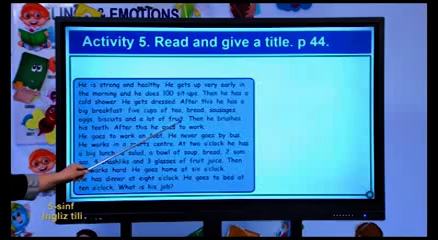 & EMOTIONS
Activity 5. Read and give a title. p 44.
He is strong and healthy. He gets up very early in
the morning and he does 100 sit-ups. Then he has a
cold shower. He gets dressed. After this he has a
big breakfast: five cups of tea, bread, sausages
eggs, biscuits and a lot of fruit. Then he brushes
his teeth. After this he goes to work.
He goes to work on foot. He never goes by bus.
He works in a sports centre. At two o'clock he has
a big lunch: salad, a bowl of soup, bread, 2
4 shashliks and 3 glasses of fruit juice. Then
works hard. He goes home at six o'clock.
He has dinner at eight o'clock. He goes to bed at
ten o'clock. What is his job?
5-sinf
Ingliz tili